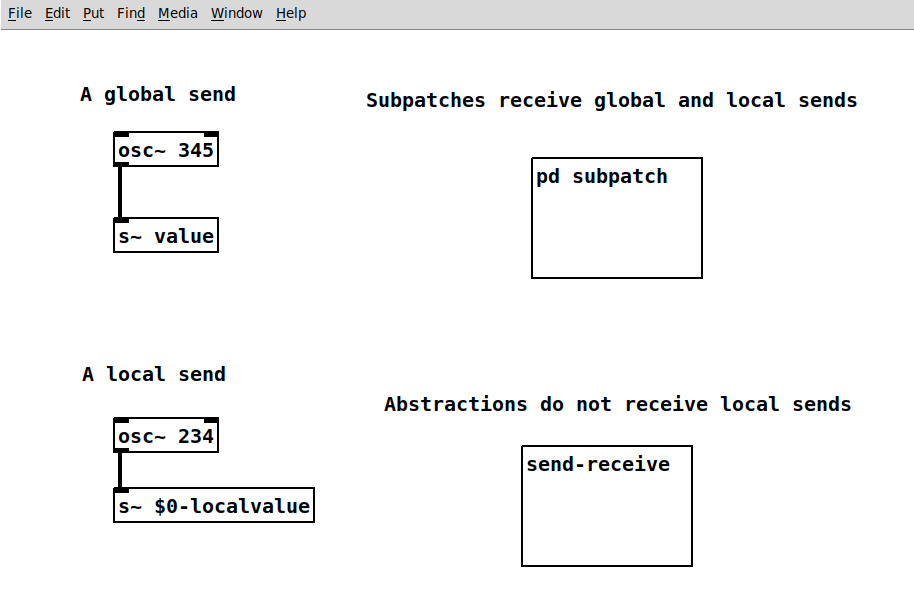 File Edit Put Find Media Window Help
A global send
osc~ 345
s~ value
Subpatches receive global and local sends
pd subpatch
A local send
osc~ 234
s~ $0-localvalue
Abstractions do not receive local sends
send-receive